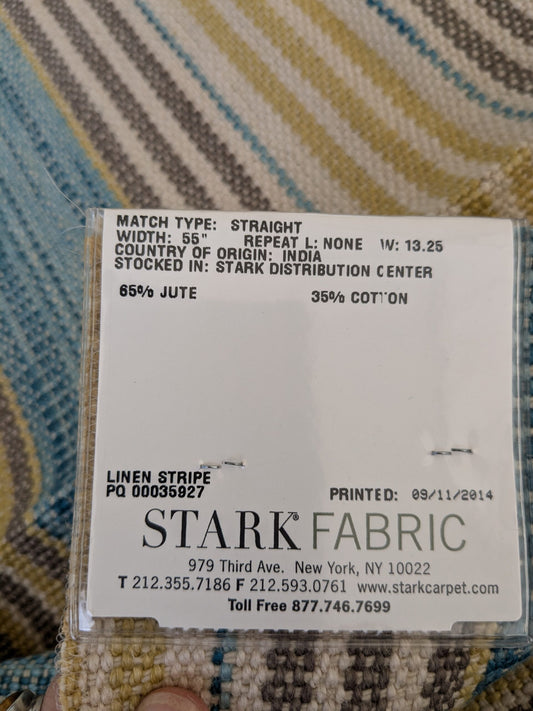 MATCH TYPE: STRAIGHT
WIDTH: 55" REPEAT L: NONE W: 13.25
COUNTRY OF ORIGIN: INDIA
STOCKED IN: STARK DISTRIBUTION CENTER
65% JUTE 35% COTTON
LINEN STRIPE
PQ 00035927 PRINTED: 09/11/2014
STARK® FABRIC
979 Third Ave. New York, NY 10022
T 212.355.7186 F 212.593.0761 www.starkcarpet.com
Toll Free 877.746.7699